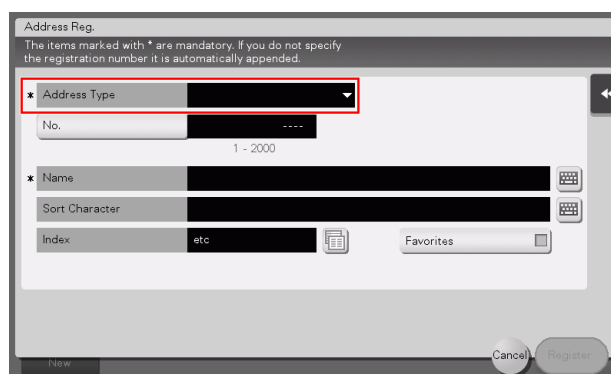 Address Reg.
The items marked with * are mandatory. If you do not specify
the registration number it is automatically appended.
* Address Type
No. ----
1 - 2000
* Name
Sort Character
Index etc Favorites
Cancel Register
New